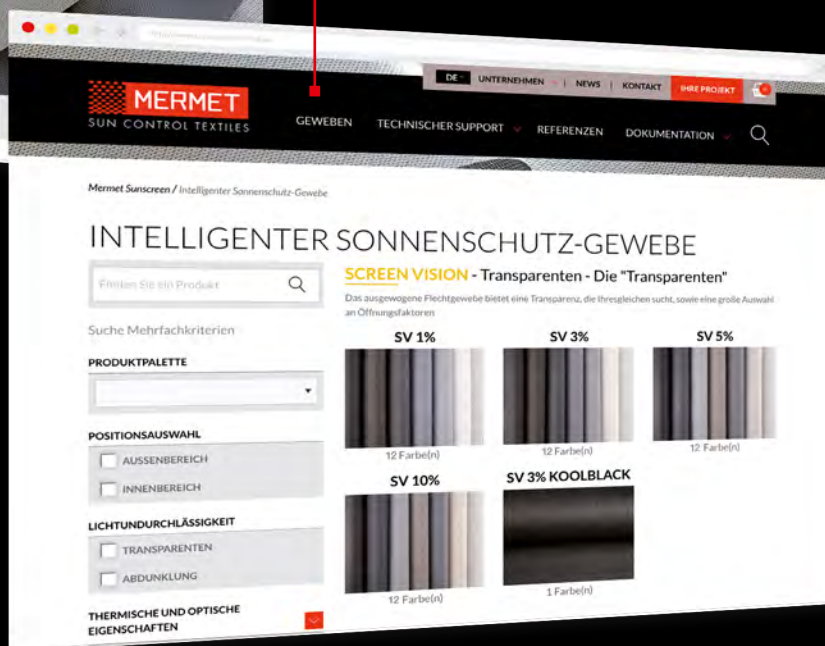 DE
UNTERNEHMEN | NEWS | KONTAKT
IHRE PROJEKT
MERMET
SUN CONTROL TEXTILES
GEWEBEN
TECHNISCHER SUPPORT
REFERENZEN
DOKUMENTATION
Mermet Sunscreen / Intelligenter Sonnenschutz-Gewebe
INTELLIGENTER SONNENSCHUTZ-GEWEBE
Finden Sie ein Produkt
Suche Mehrfachkriterien
PRODUKTPALETTE
POSITIONSAUSWAHL
AUSSENBEREICH
INNENBEREICH
LICHTUNDURCHLÄSSIGKEIT
TRANSPARENTEN
ABDUNKLUNG
THERMISCHE UND OPTISCHE
EIGENSCHAFTEN
SCREEN VISION - Transparenten - Die "Transparenten"
Das ausgewogene Flechtgewebe bietet eine Transparenz, die Ihresgleichen sucht, sowie eine große Auswahl
an Öffnungsfaktoren
SV 1%
12 Farbe(n)
SV 3%
12 Farbe(n)
SV 5%
12 Farbe(n)
SV 10%
12 Farbe(n)
SV 3% KOOLBLACK
1 Farbe(n)